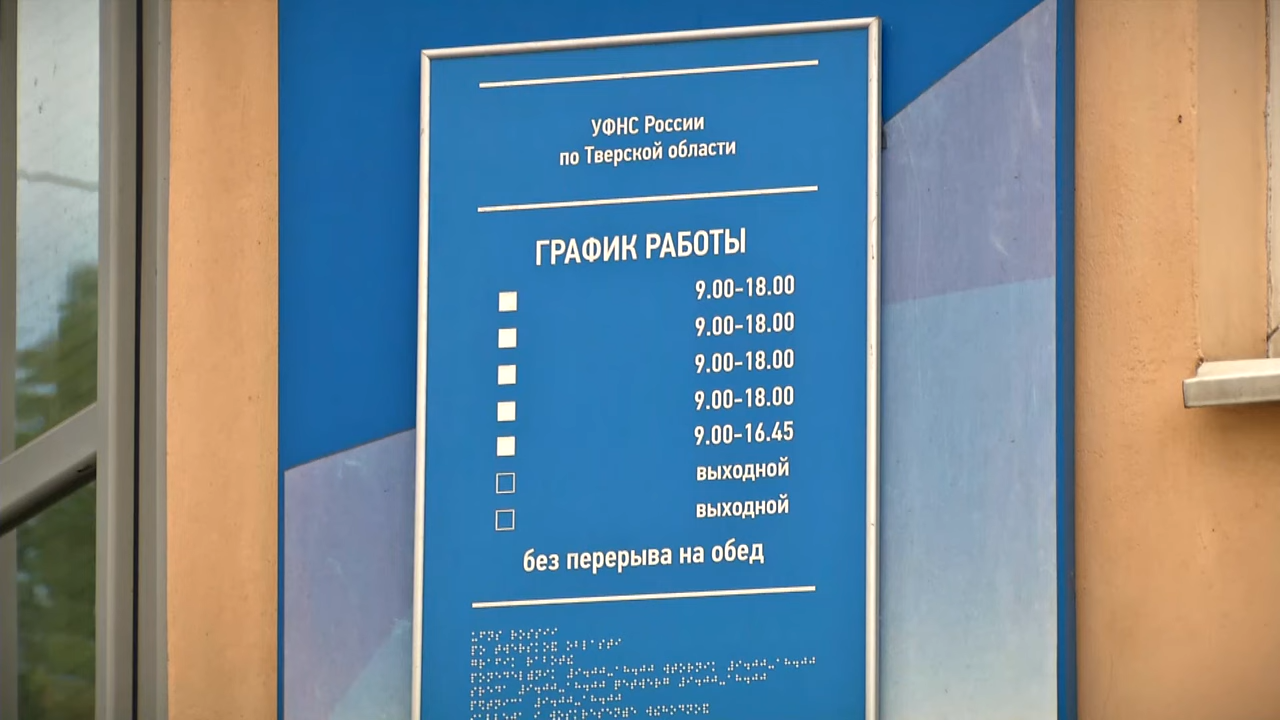 УФНС России
по Тверской области
ГРАФИК РАБОТЫ
9.00-18.00
9.00-18.00
9.00-18.00
9.00-18.00
9.00-16.45
выходной
выходной
без перерыва на обед